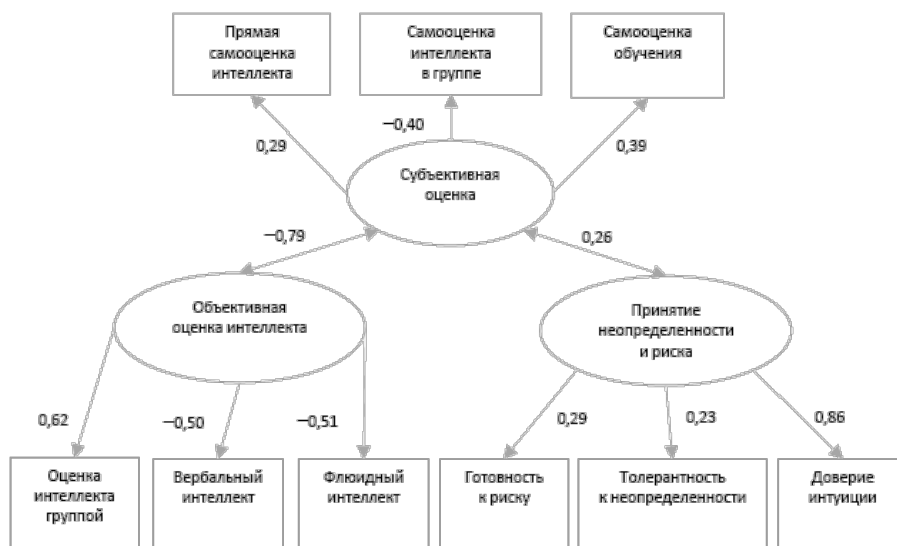 Прямая
самооценка
интеллекта
Самооценка
интеллекта
в группе
Самооценка
обучения
0,29
−0,40
0,39
Субъективная
оценка
−0,79
0,26
Объективная
оценка интеллекта
Принятие
неопределенности
и риска
0,62
−0,50
−0,51
0,29
0,23
0,86
Оценка
интеллекта
группой
Вербальный
интеллект
Флюидный
интеллект
Готовность
к риску
Толерантность
к неопределенности
Доверие
интуиции